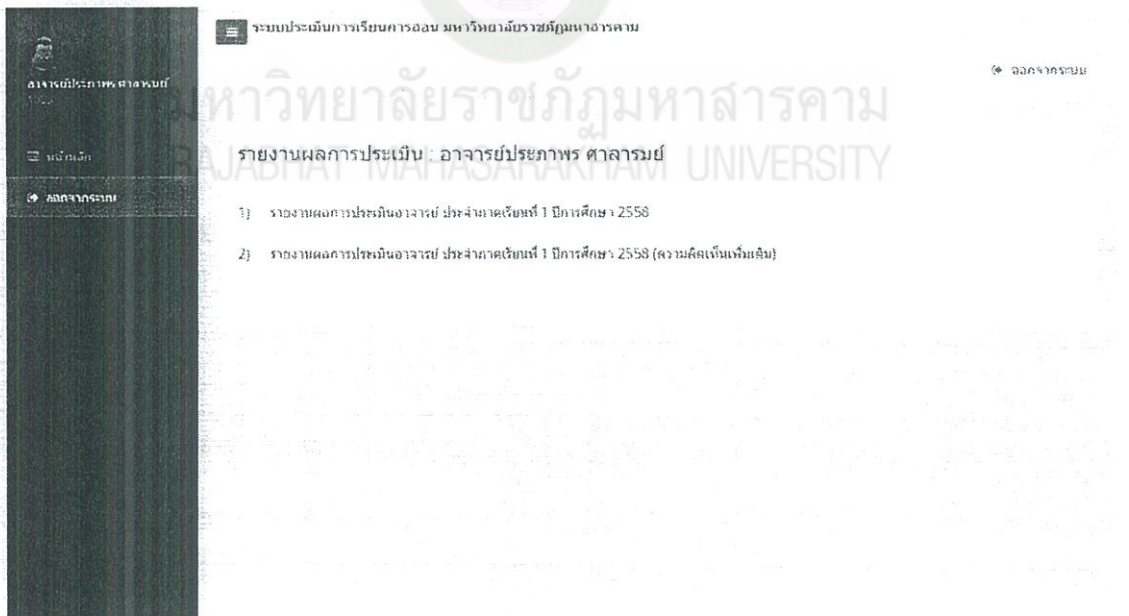 ระบบประเมินการเรียนการสอน มหาวิทยาลัยราชภัฏมหาสารคาม
อาจารย์ประภาพร ศาลารมย์
ออกจากระบบ
มหาวิทยาลัยราชภัฏมหาสารคาม
หน้าหลัก
รายงานผลการประเมิน : อาจารย์ประภาพร ศาลารมย์
RAJABHAT MAHASARAKHAM UNIVERSITY
ออกจากระบบ
1) รายงานผลการประเมินอาจารย์ ประจำภาคเรียนที่ 1 ปีการศึกษา 2558
2) รายงานผลการประเมินอาจารย์ ประจำภาคเรียนที่ 1 ปีการศึกษา 2558 (ความคิดเห็นเพิ่มเติม)